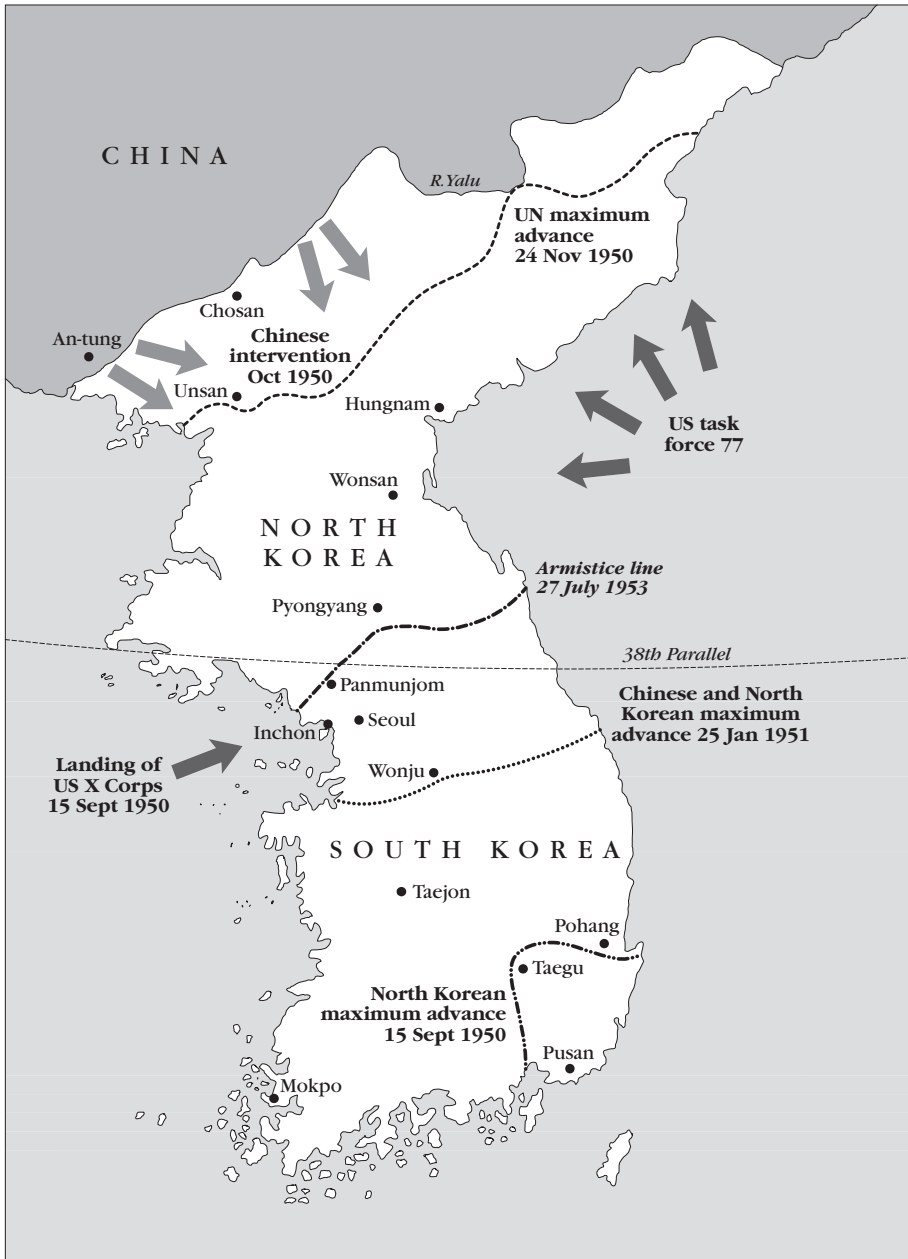 CHINA
R.Yalu
UN maximum
advance
24 Nov 1950
Chosan
An-tung
Chinese
intervention
Oct 1950
Unsan
Hungnam
US task
force 77
Wonsan
NORTH
KOREA
Armistice line
27 July 1953
Pyongyang
38th Parallel
Panmunjom
Chinese and North
Korean maximum
advance 25 Jan 1951
Seoul
Inchon
Landing of
US X Corps
15 Sept 1950
Wonju
SOUTH KOREA
Taejon
Pohang
Taegu
North Korean
maximum advance
15 Sept 1950
Pusan
Mokpo